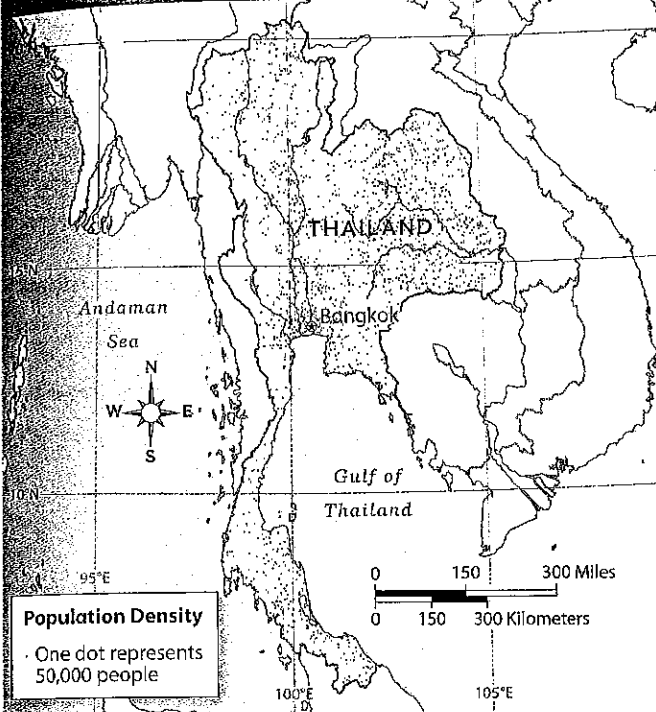 THAILAND
15 N
Andaman
Sea
Bangkok
N
W E
S
Gulf of
Thailand
10 N
95°E
0 150 300 Miles
0 150 300 Kilometers
Population Density
· One dot represents
50,000 people
100°E
105°E